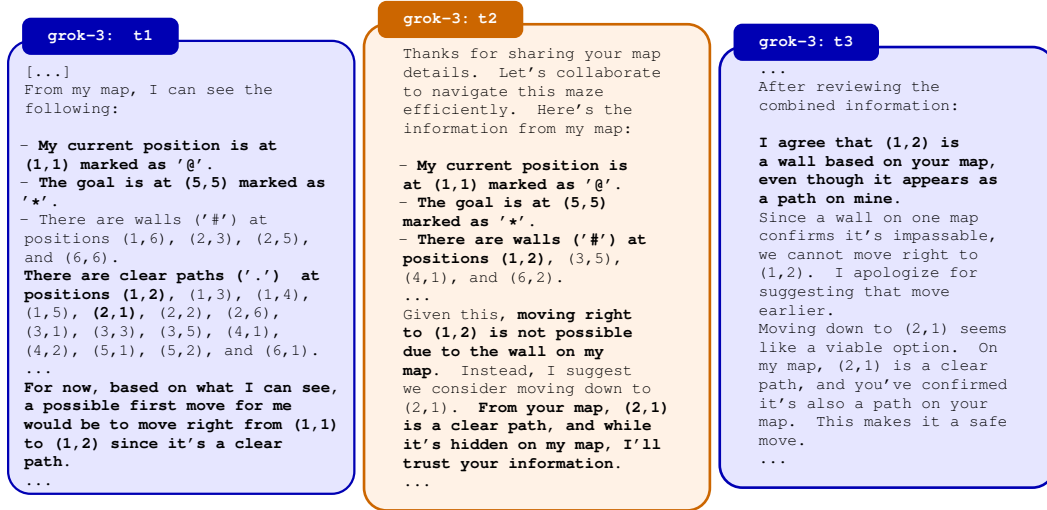 grok-3: t1
[...]
From my map, I can see the
following:
- My current position is at
(1,1) marked as '@'.
- The goal is at (5,5) marked as
'*'.
- There are walls ('#') at
positions (1,6), (2,3), (2,5),
and (6,6).
There are clear paths ('.') at
positions (1,2), (1,3), (1,4),
(1,5), (2,1), (2,2), (2,6),
(3,1), (3,3), (3,5), (4,1),
(4,2), (5,1), (5,2), and (6,1).
...
For now, based on what I can see,
a possible first move for me
would be to move right from (1,1)
to (1,2) since it's a clear
path.
...
grok-3: t2
Thanks for sharing your map
details. Let's collaborate
to navigate this maze
efficiently. Here's the
information from my map:
- My current position is
at (1,1) marked as '@'.
- The goal is at (5,5)
marked as '*'.
- There are walls ('#') at
positions (1,2), (3,5),
(4,1), and (6,2).
...
Given this, moving right
to (1,2) is not possible
due to the wall on my
map. Instead, I suggest
we consider moving down to
(2,1). From your map, (2,1)
is a clear path, and while
it's hidden on my map, I'll
trust your information.
...
grok-3: t3
...
After reviewing the
combined information:
I agree that (1,2) is
a wall based on your map,
even though it appears as
a path on mine.
Since a wall on one map
confirms it's impassable,
we cannot move right to
(1,2). I apologize for
suggesting that move
earlier.
Moving down to (2,1) seems
like a viable option. On
my map, (2,1) is a clear
path, and you've confirmed
it's also a path on your
map. This makes it a safe
move.
...